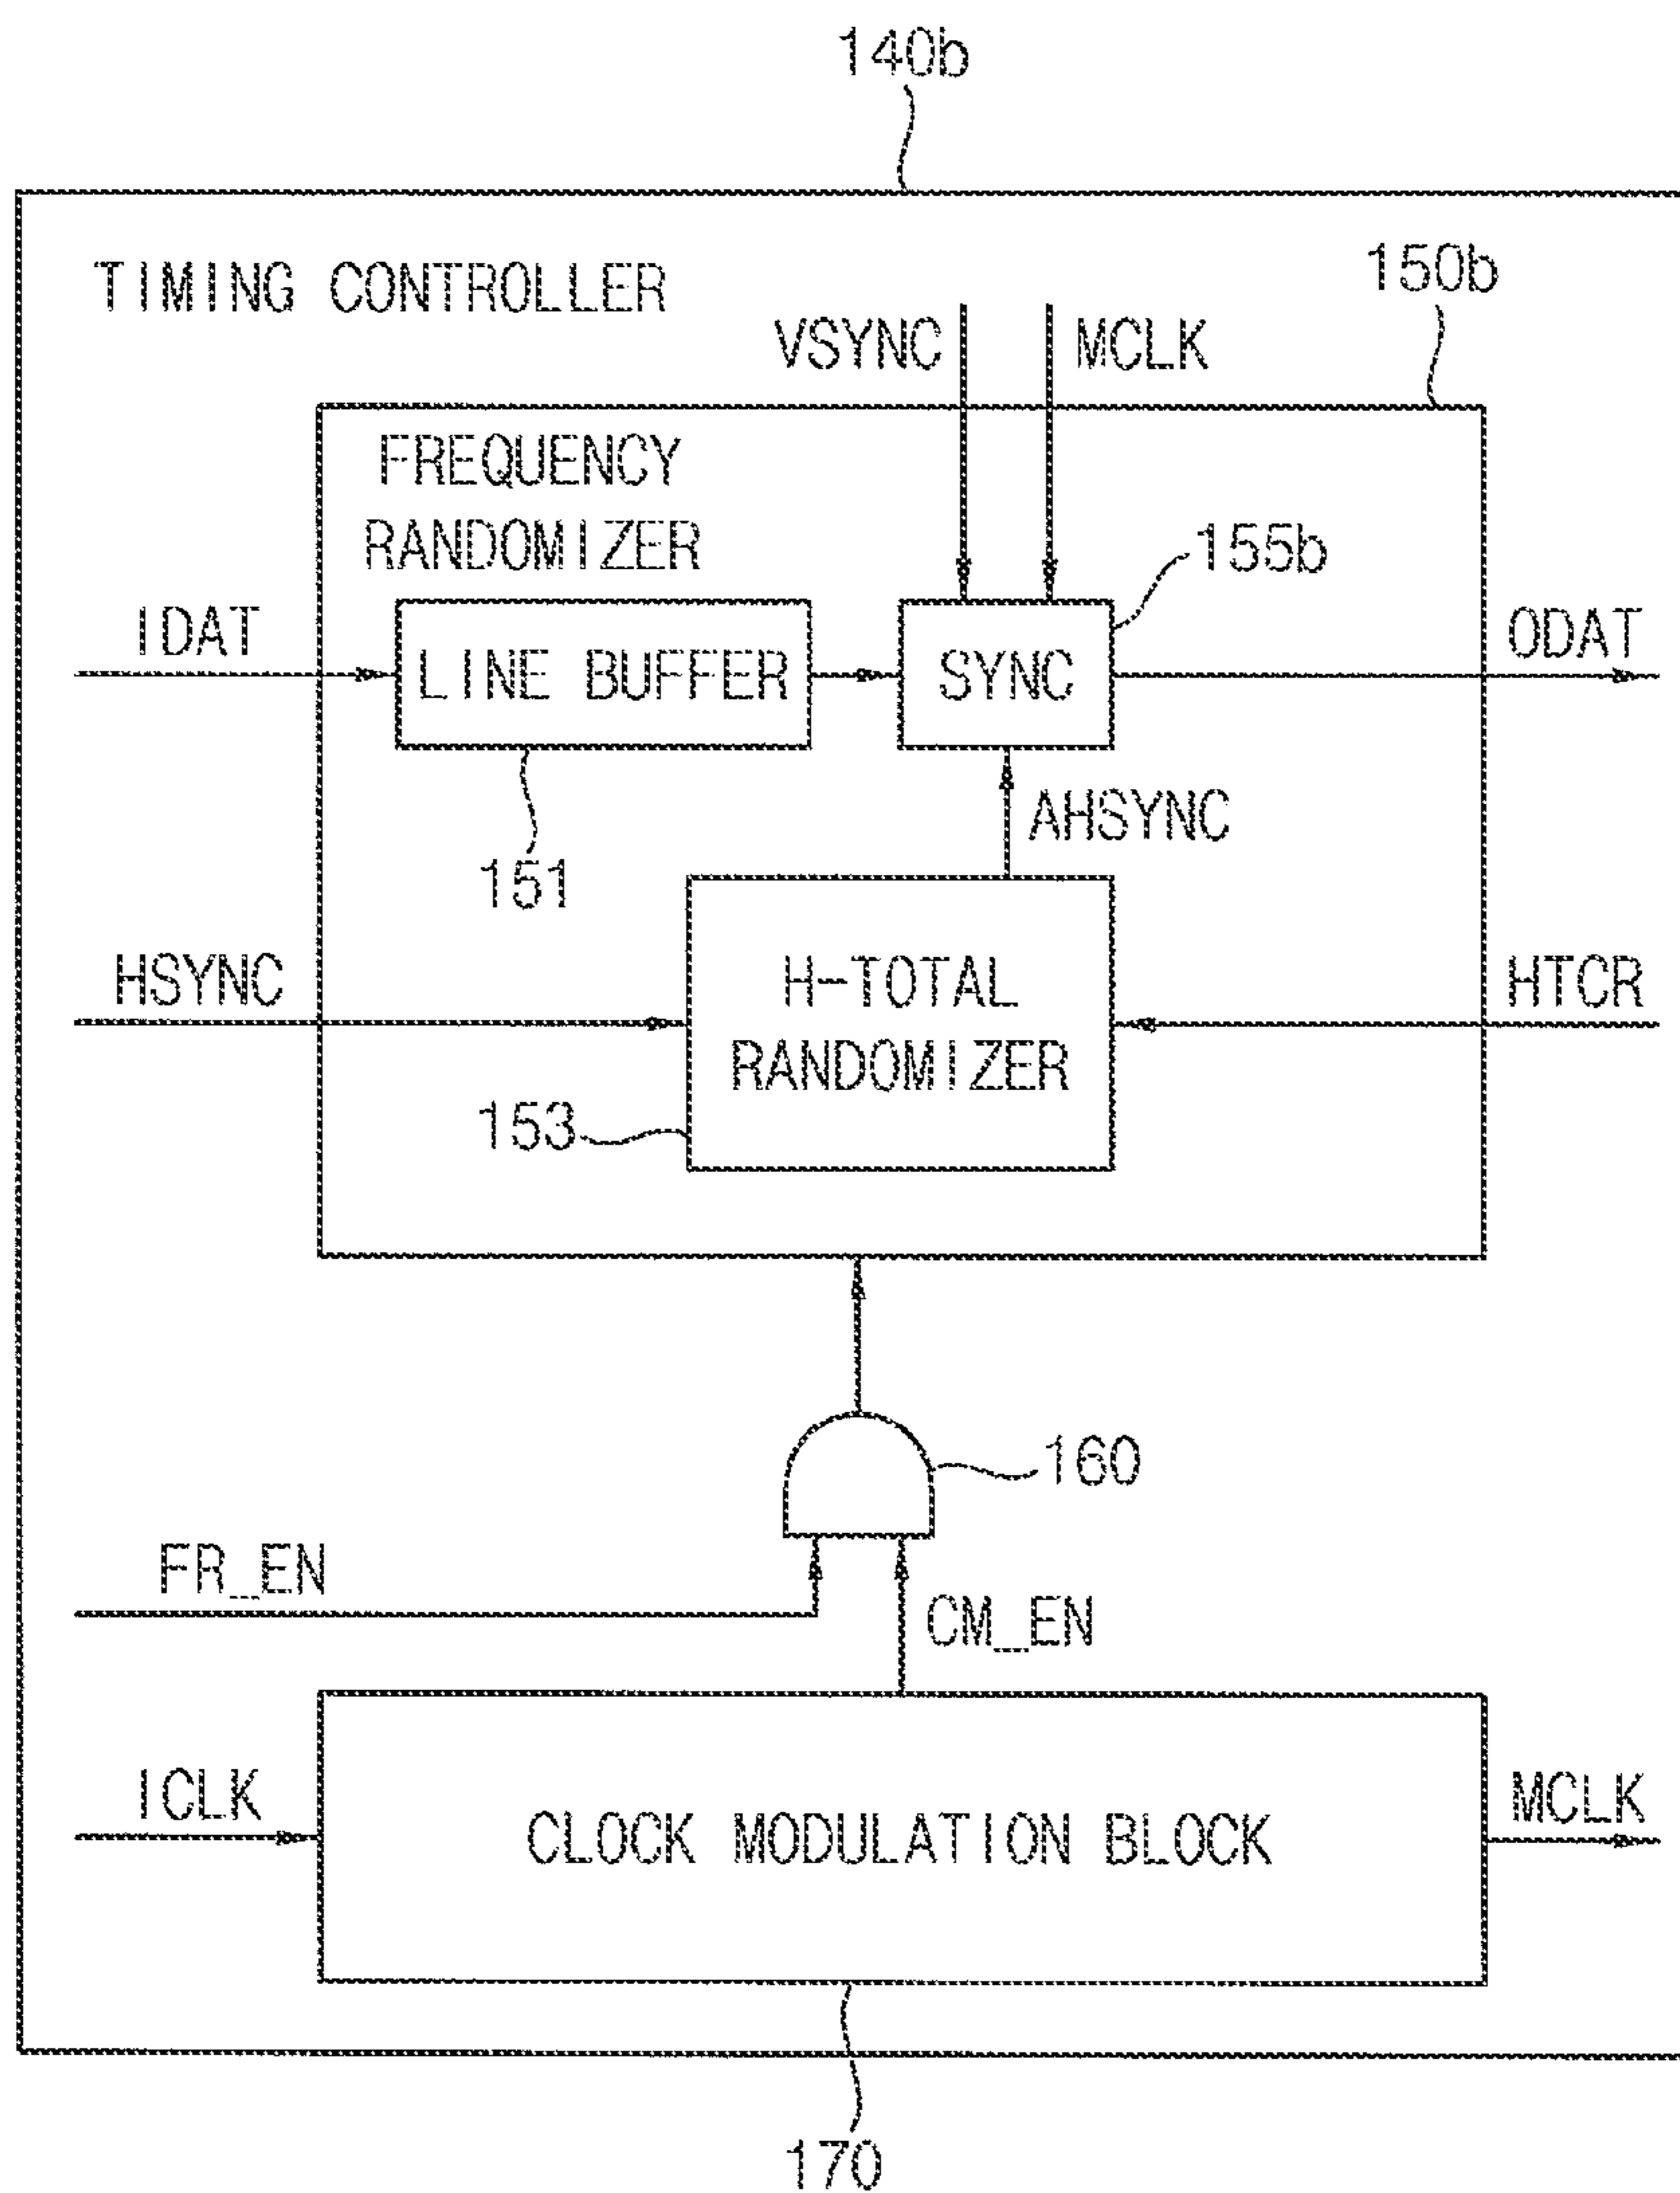 140b
TIMING CONTROLLER
150b
VSYNC
MCLK
FREQUENCY
RANDOMIZER
155b
IDAT
LINE BUFFER
SYNC
ODAT
151
AHSYNC
HSYNC
H-TOTAL
RANDOMIZER
HTCR
153
160
FR_EN
CM_EN
ICLK
CLOCK MODULATION BLOCK
MCLK
170